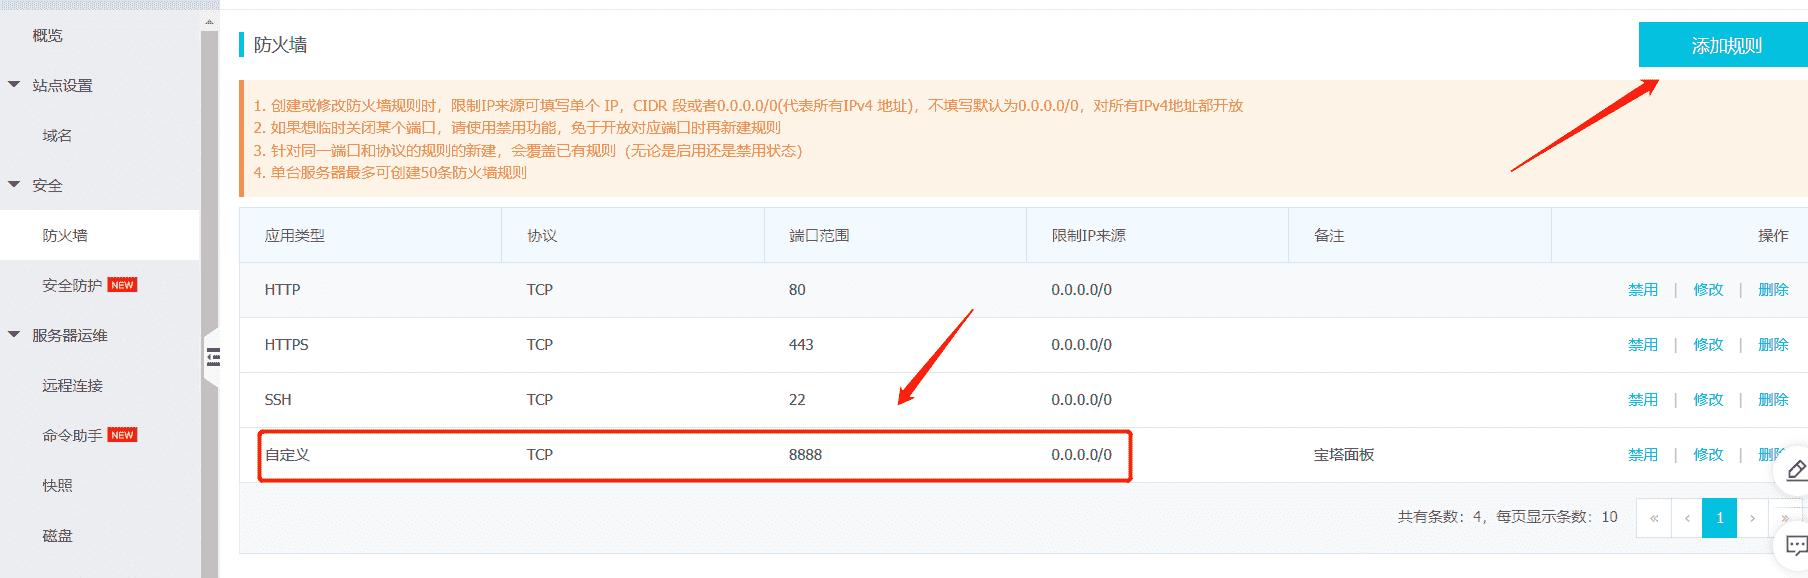 概览
站点设置
域名
安全
防火墙
安全防护 NEW
服务器运维
远程连接
命令助手 NEW
快照
磁盘
防火墙
添加规则
1. 创建或修改防火墙规则时，限制IP来源可填写单个 IP，CIDR 段或者0.0.0.0/0(代表所有IPv4 地址)，不填写默认为0.0.0.0/0，对所有IPv4地址都开放
2. 如果想临时关闭某个端口，请使用禁用功能，免于开放对应端口时再新建规则
3. 针对同一端口和协议的规则的新建，会覆盖已有规则（无论是启用还是禁用状态）
4. 单台服务器最多可创建50条防火墙规则
应用类型 协议 端口范围 限制IP来源 备注 操作
HTTP TCP 80 0.0.0.0/0 禁用 | 修改 | 删除
HTTPS TCP 443 0.0.0.0/0 禁用 | 修改 | 删除
SSH TCP 22 0.0.0.0/0 禁用 | 修改 | 删除
自定义 TCP 8888 0.0.0.0/0 宝塔面板 禁用 | 修改 | 删除
共有条数：4，每页显示条数：10 « ‹ 1 › »